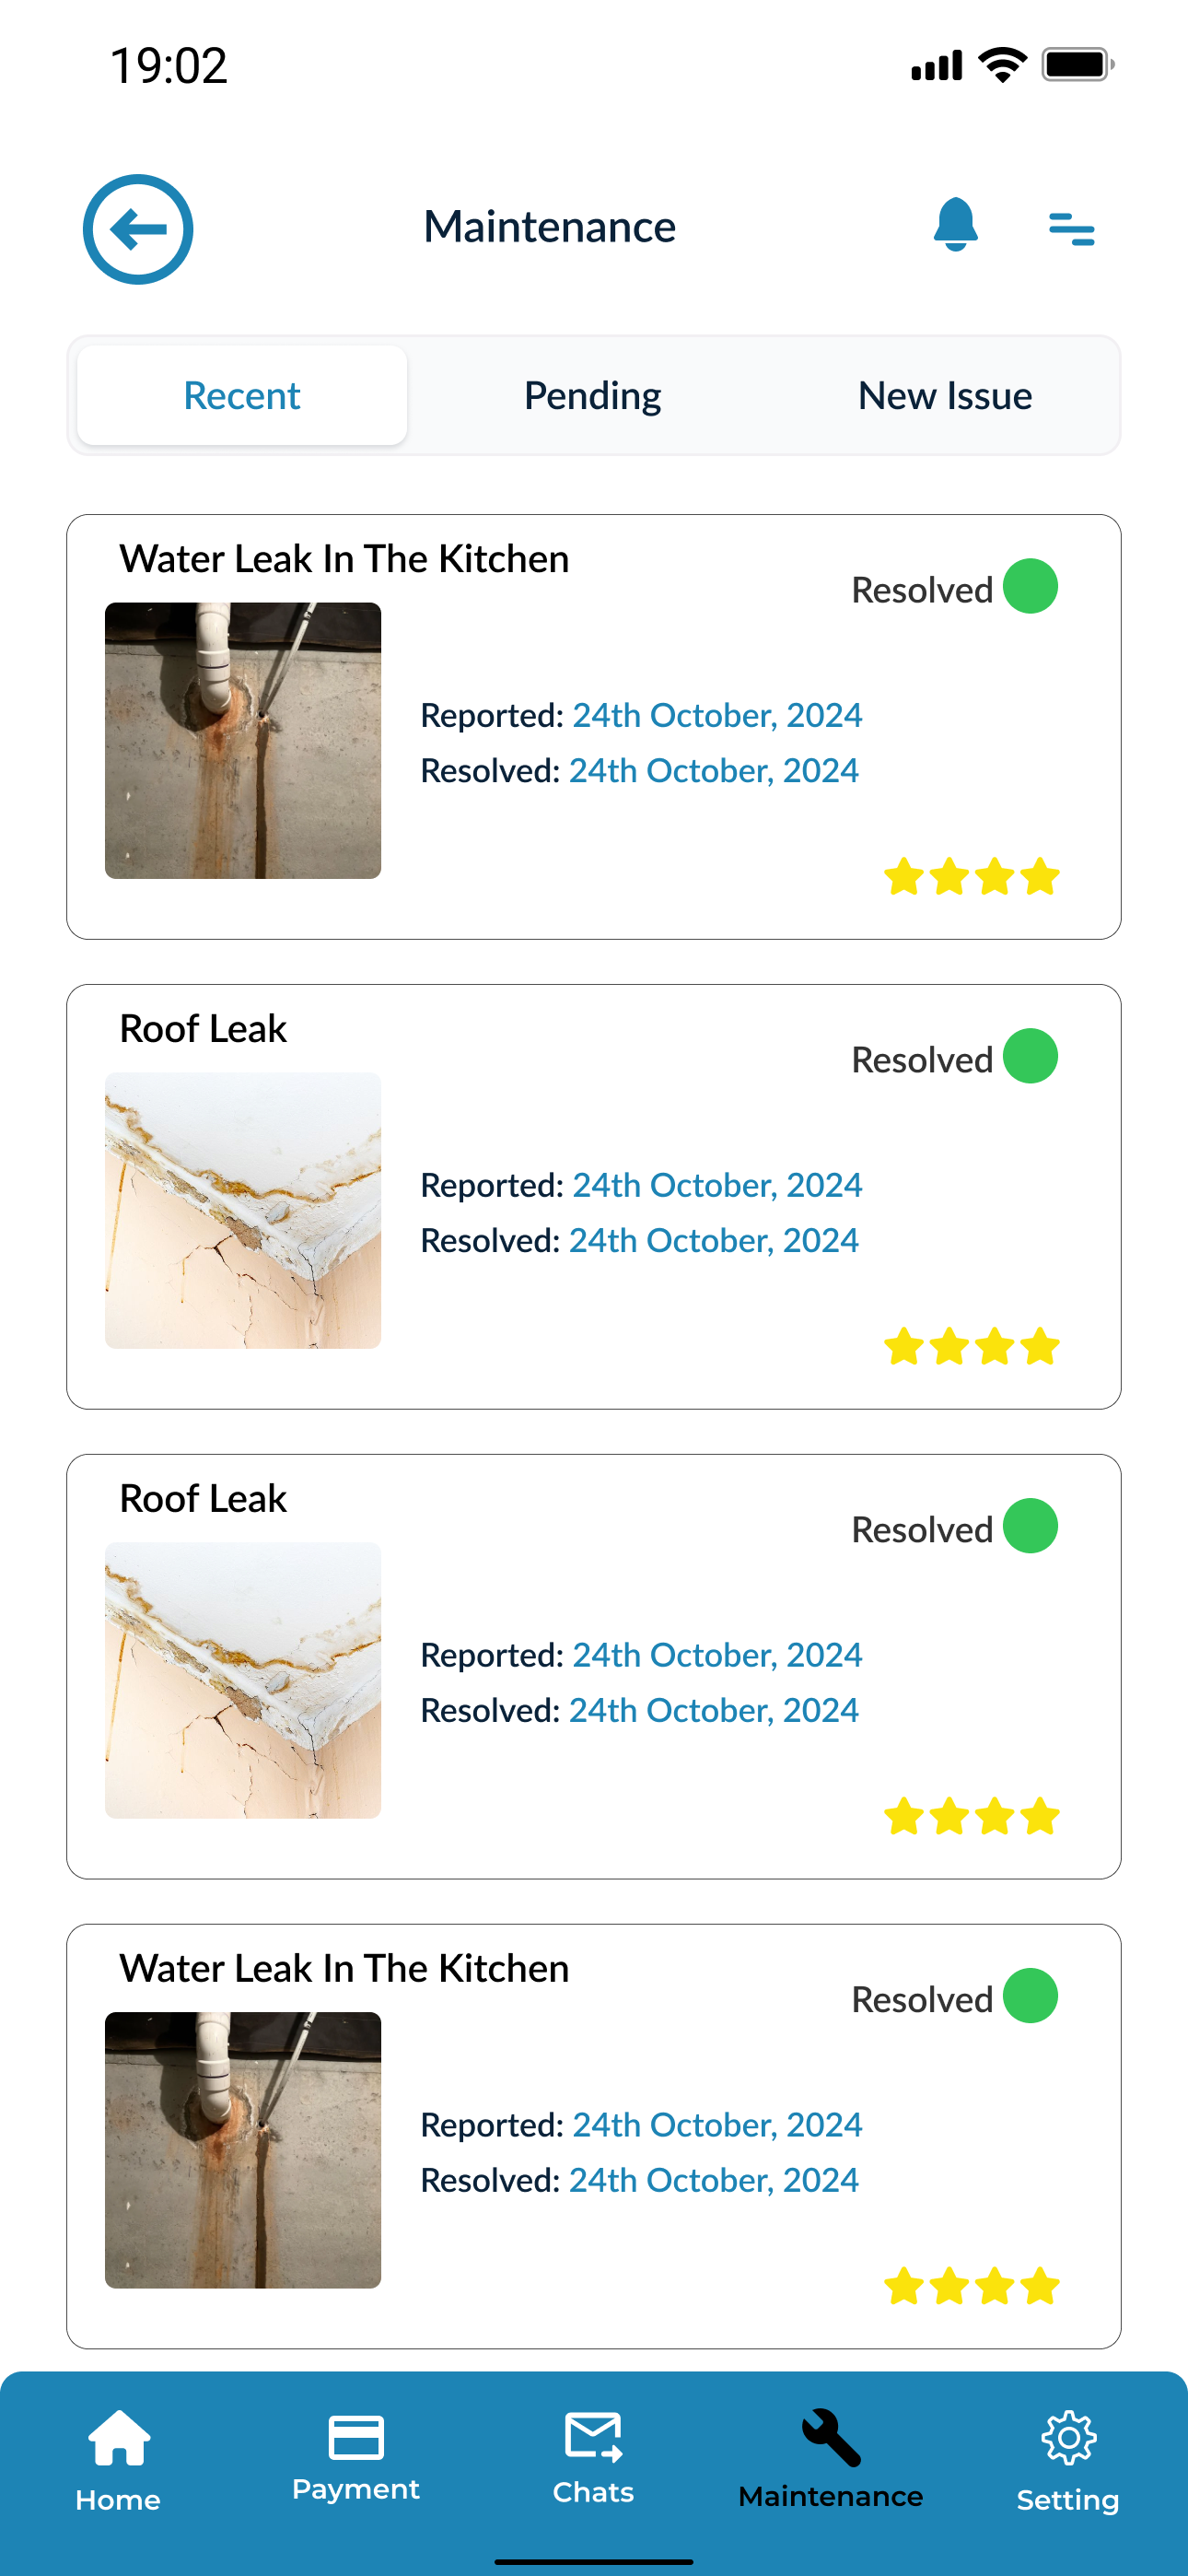 19:02
Maintenance
Recent Pending New Issue
Water Leak In The Kitchen
Resolved
Reported: 24th October, 2024
Resolved: 24th October, 2024
Roof Leak
Resolved
Reported: 24th October, 2024
Resolved: 24th October, 2024
Roof Leak
Resolved
Reported: 24th October, 2024
Resolved: 24th October, 2024
Water Leak In The Kitchen
Resolved
Reported: 24th October, 2024
Resolved: 24th October, 2024
Home Payment Chats Maintenance Setting